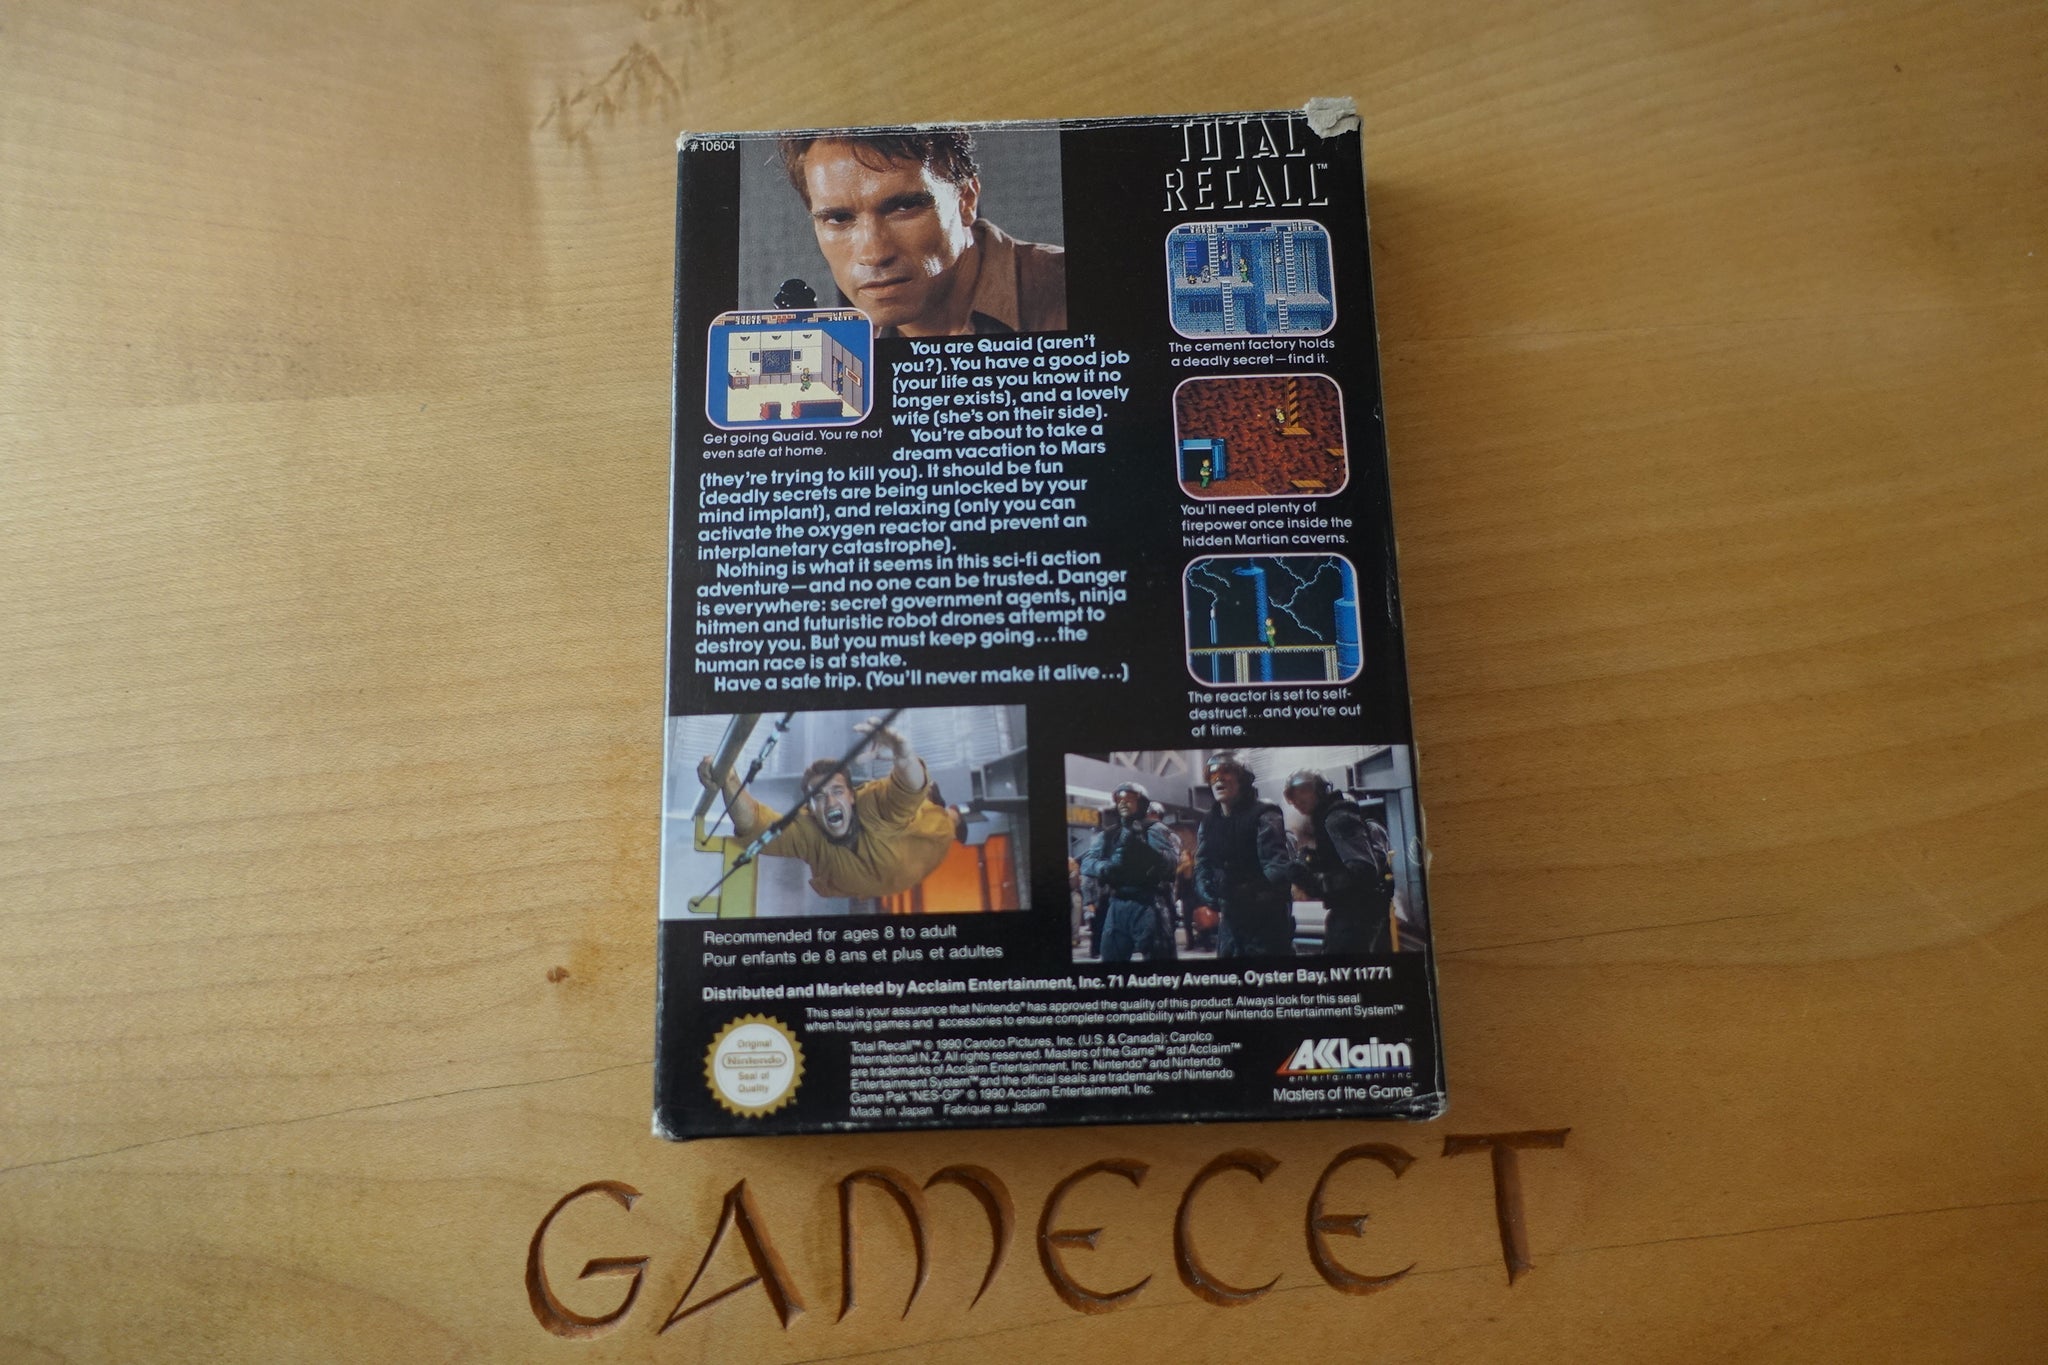 #10604
TOTAL
RECALL™
You are Quaid (aren't
you?). You have a good job
(your life as you know it no
longer exists), and a lovely
wife (she's on their side).
You're about to take a
dream vacation to Mars
(they're trying to kill you). It should be fun
(deadly secrets are being unlocked by your
mind implant), and relaxing (only you can
activate the oxygen reactor and prevent an
interplanetary catastrophe).
Nothing is what it seems in this sci-fi action
adventure—and no one can be trusted. Danger
is everywhere: secret government agents, ninja
hitmen and futuristic robot drones attempt to
destroy you. But you must keep going...the
human race is at stake.
Have a safe trip. (You'll never make it alive...)
Get going Quaid. You're not
even safe at home.
The cement factory holds
a deadly secret—find it.
You'll need plenty of
firepower once inside the
hidden Martian caverns.
The reactor is set to self-
destruct...and you're out
of time.
Recommended for ages 8 to adult
Pour enfants de 8 ans et plus et adultes
Distributed and Marketed by Acclaim Entertainment, Inc. 71 Audrey Avenue, Oyster Bay, NY 11771
This seal is your assurance that Nintendo® has approved the quality of this product. Always look for this seal
when buying games and accessories to ensure complete compatibility with your Nintendo Entertainment System.™
Original
Nintendo
Seal of
Quality
Total Recall™ © 1990 Carolco Pictures, Inc. (U.S. & Canada); Carolco
International N.Z. All rights reserved. Masters of the Game™ and Acclaim™
are trademarks of Acclaim Entertainment, Inc. Nintendo® and Nintendo
Entertainment System™ and the official seals are trademarks of Nintendo
Game Pak "NES-GP" © 1990 Acclaim Entertainment, Inc.
Made in Japan Fabrique au Japon
AKKlaim™
entertainment inc
Masters of the Game™
GAMECET